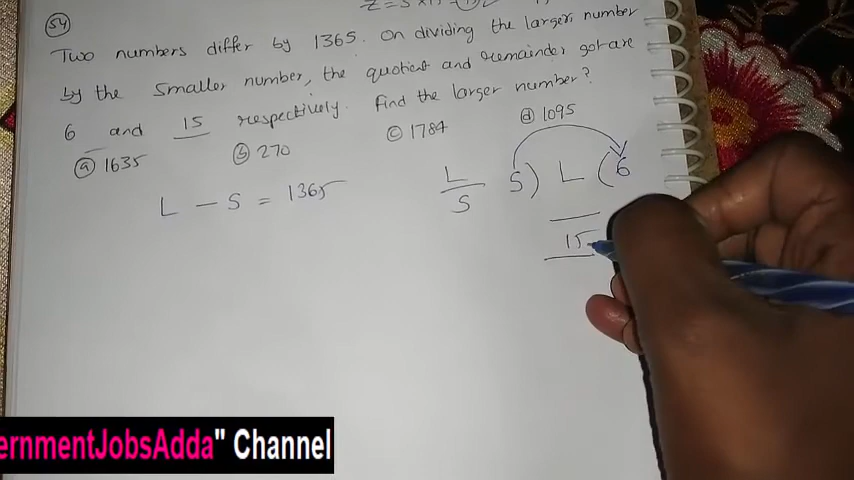 54
Two numbers differ by 1365. On dividing the larger number
by the smaller number, the quotient and remainder got are
6 and 15 respectively. Find the larger number?
ⓐ 1635 ⓑ 270 ⓒ 1784 ⓓ 1095
L - S = 1365
L
S
S) L (6
15
ernmentJobsAdda" Channel